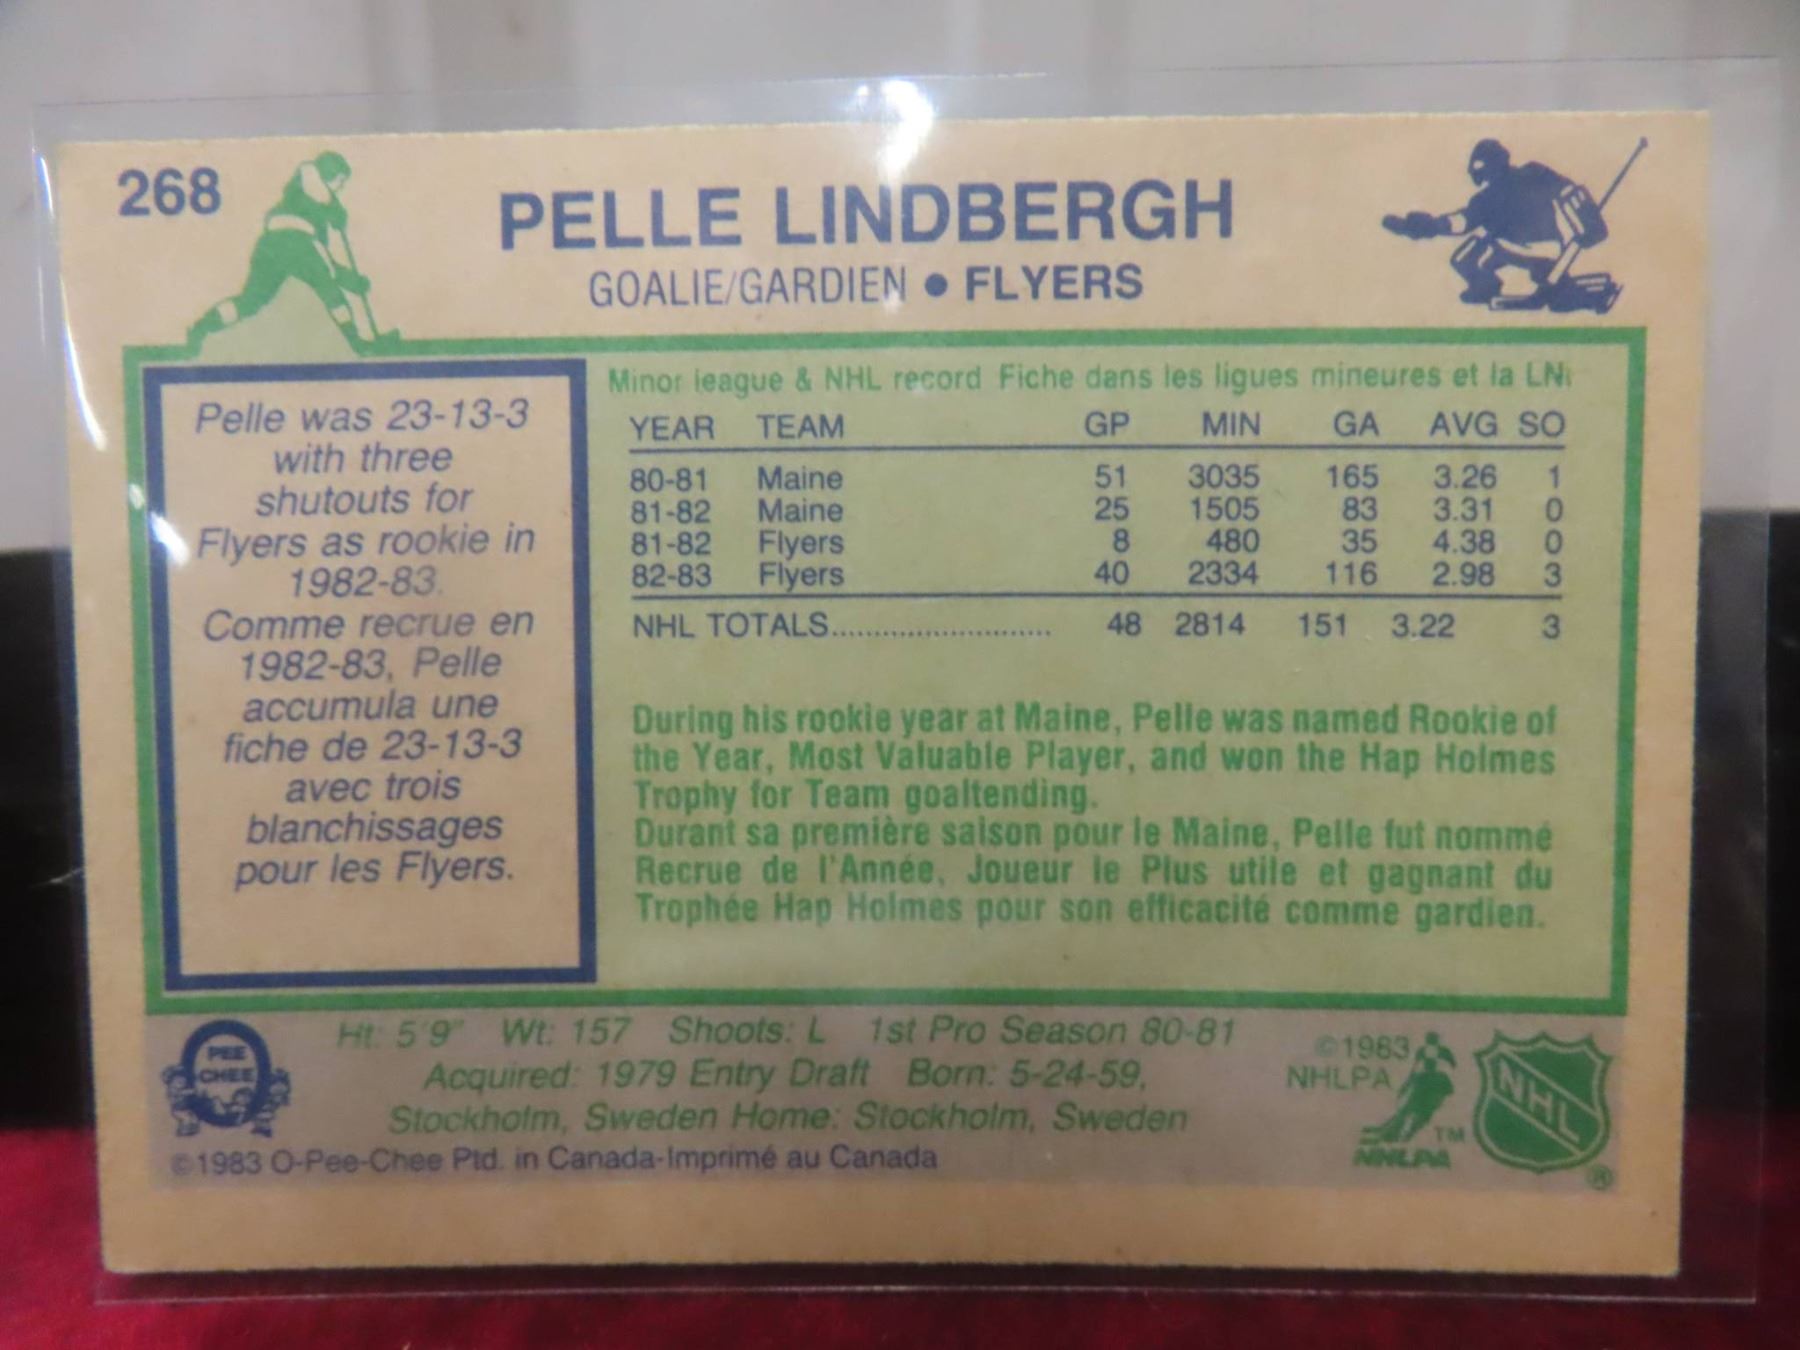 268
PELLE LINDBERGH
GOALIE/GARDIEN • FLYERS
Pelle was 23-13-3
with three
shutouts for
Flyers as rookie in
1982-83.
Comme recrue en
1982-83, Pelle
accumula une
fiche de 23-13-3
avec trois
blanchissages
pour les Flyers.
Minor league & NHL record Fiche dans les ligues mineures et la LN
YEAR TEAM GP MIN GA AVG SO
80-81 Maine 51 3035 165 3.26 1
81-82 Maine 25 1505 83 3.31 0
81-82 Flyers 8 480 35 4.38 0
82-83 Flyers 40 2334 116 2.98 3
NHL TOTALS.......................... 48 2814 151 3.22 3
During his rookie year at Maine, Pelle was named Rookie of
the Year, Most Valuable Player, and won the Hap Holmes
Trophy for Team goaltending.
Durant sa première saison pour le Maine, Pelle fut nommé
Recrue de l'Année, Joueur le Plus utile et gagnant du
Trophée Hap Holmes pour son efficacité comme gardien.
PEE
CHEE
Ht: 5'9" Wt: 157 Shoots: L 1st Pro Season 80-81
Acquired: 1979 Entry Draft Born: 5-24-59,
Stockholm, Sweden Home: Stockholm, Sweden
©1983 O-Pee-Chee Ptd. in Canada-Imprimé au Canada
©1983
NHLPA
TM
NHLPA
NHL
®